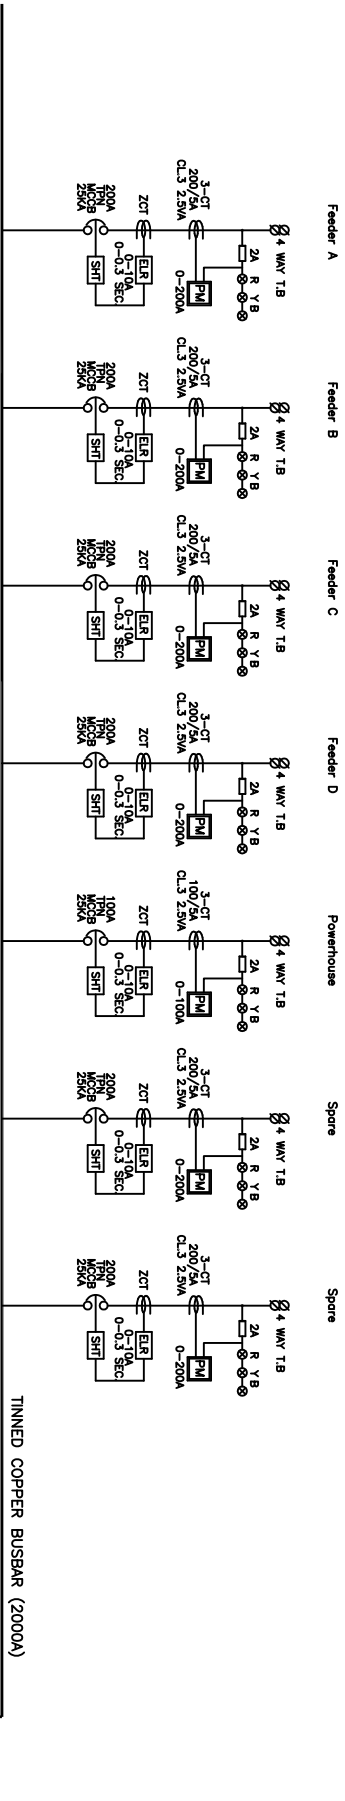 Feeder A
4 WAY T.B
2A
R Y B
3-CT
200/5A
CL.3 2.5VA
PM
0-200A
ZCT
ELR
0-10A
0-0.3 SEC.
200A
TPN
MCCB
25KA
SHT
Feeder B
4 WAY T.B
2A
R Y B
3-CT
200/5A
CL.3 2.5VA
PM
0-200A
ZCT
ELR
0-10A
0-0.3 SEC.
200A
TPN
MCCB
25KA
SHT
Feeder C
4 WAY T.B
2A
R Y B
3-CT
200/5A
CL.3 2.5VA
PM
0-200A
ZCT
ELR
0-10A
0-0.3 SEC.
200A
TPN
MCCB
25KA
SHT
Feeder D
4 WAY T.B
2A
R Y B
3-CT
200/5A
CL.3 2.5VA
PM
0-200A
ZCT
ELR
0-10A
0-0.3 SEC.
200A
TPN
MCCB
25KA
SHT
Powerhouse
4 WAY T.B
2A
R Y B
3-CT
100/5A
CL.3 2.5VA
PM
0-100A
ZCT
ELR
0-10A
0-0.3 SEC.
100A
TPN
MCCB
25KA
SHT
Spare
4 WAY T.B
2A
R Y B
3-CT
200/5A
CL.3 2.5VA
PM
0-200A
ZCT
ELR
0-10A
0-0.3 SEC.
200A
TPN
MCCB
25KA
SHT
Spare
4 WAY T.B
2A
R Y B
3-CT
200/5A
CL.3 2.5VA
PM
0-200A
ZCT
ELR
0-10A
0-0.3 SEC.
200A
TPN
MCCB
25KA
SHT
TINNED COPPER BUSBAR (2000A)